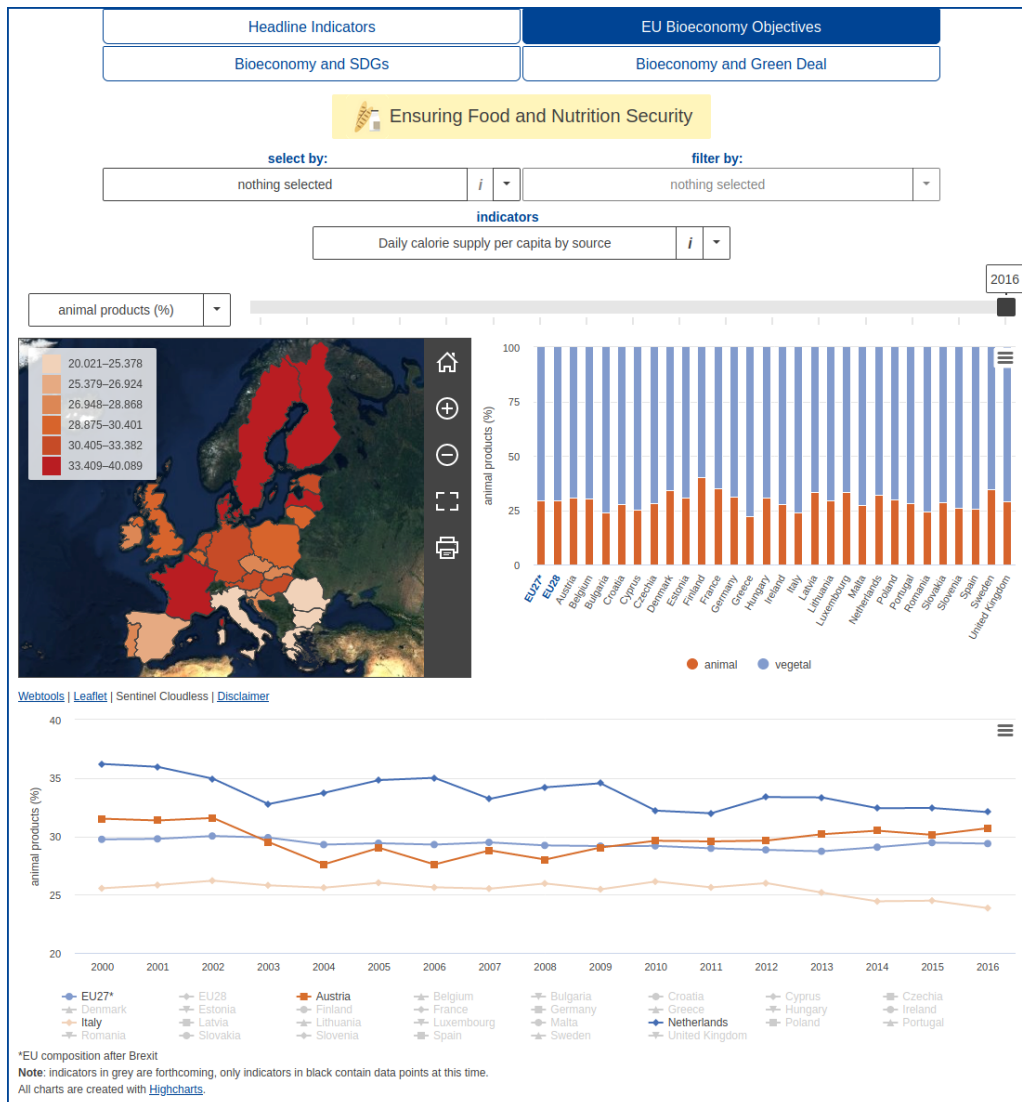 Headline Indicators
EU Bioeconomy Objectives
Bioeconomy and SDGs
Bioeconomy and Green Deal
Ensuring Food and Nutrition Security
select by:
filter by:
nothing selected
i
nothing selected
indicators
Daily calorie supply per capita by source
i
2016
animal products (%)
20.021–25.378
25.379–26.924
26.948–28.868
28.875–30.401
30.405–33.382
33.409–40.089
animal products (%)
100
75
50
25
0
EU27*
EU28
Austria
Belgium
Bulgaria
Croatia
Cyprus
Czechia
Denmark
Estonia
Finland
France
Germany
Greece
Hungary
Ireland
Italy
Latvia
Lithuania
Luxembourg
Malta
Netherlands
Poland
Portugal
Romania
Slovakia
Slovenia
Spain
Sweden
United Kingdom
animal
vegetal
Webtools | Leaflet | Sentinel Cloudless | Disclaimer
animal products (%)
40
35
30
25
20
2000 2001 2002 2003 2004 2005 2006 2007 2008 2009 2010 2011 2012 2013 2014 2015 2016
EU27* EU28 Austria Belgium Bulgaria Croatia Cyprus Czechia
Denmark Estonia Finland France Germany Greece Hungary Ireland
Italy Latvia Lithuania Luxembourg Malta Netherlands Poland Portugal
Romania Slovakia Slovenia Spain Sweden United Kingdom
*EU composition after Brexit
Note: indicators in grey are forthcoming, only indicators in black contain data points at this time.
All charts are created with Highcharts.